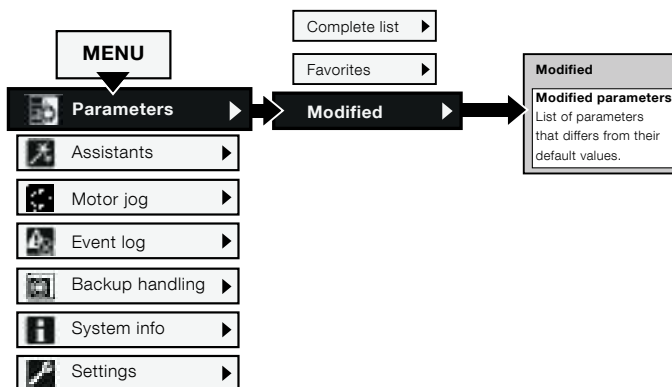 MENU
Parameters
Assistants
Motor jog
Event log
Backup handling
System info
Settings
Complete list
Favorites
Modified
Modified
Modified parameters
List of parameters
that differs from their
default values.